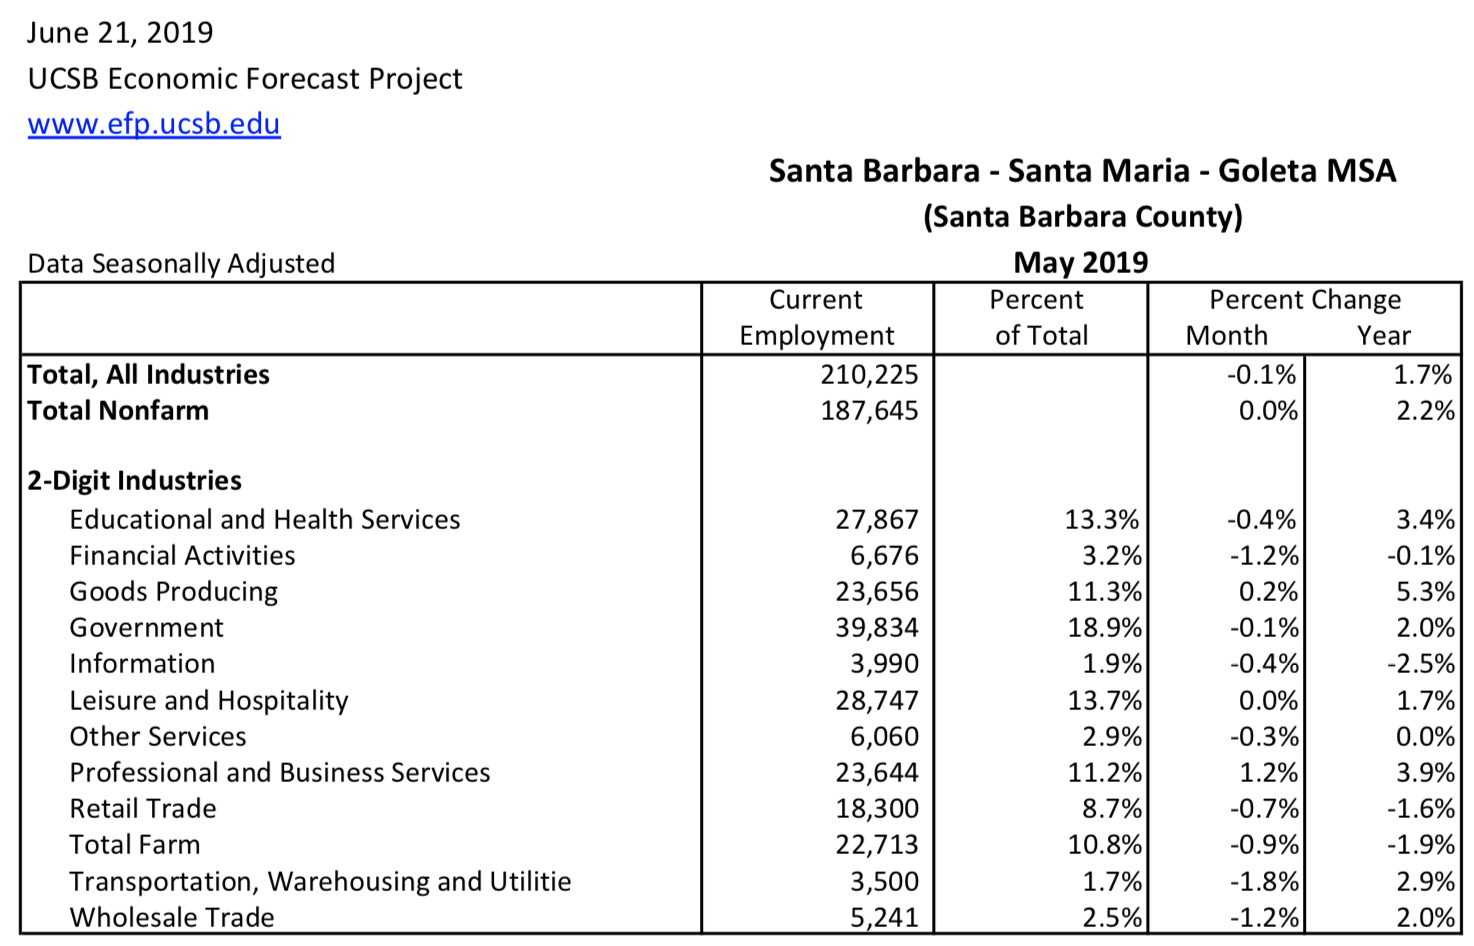 June 21, 2019
UCSB Economic Forecast Project
www.efp.ucsb.edu
Santa Barbara - Santa Maria - Goleta MSA
(Santa Barbara County)
Data Seasonally Adjusted May 2019
Current Percent Percent Change
Employment of Total Month Year
Total, All Industries 210,225 -0.1% 1.7%
Total Nonfarm 187,645 0.0% 2.2%
2-Digit Industries
Educational and Health Services 27,867 13.3% -0.4% 3.4%
Financial Activities 6,676 3.2% -1.2% -0.1%
Goods Producing 23,656 11.3% 0.2% 5.3%
Government 39,834 18.9% -0.1% 2.0%
Information 3,990 1.9% -0.4% -2.5%
Leisure and Hospitality 28,747 13.7% 0.0% 1.7%
Other Services 6,060 2.9% -0.3% 0.0%
Professional and Business Services 23,644 11.2% 1.2% 3.9%
Retail Trade 18,300 8.7% -0.7% -1.6%
Total Farm 22,713 10.8% -0.9% -1.9%
Transportation, Warehousing and Utilitie 3,500 1.7% -1.8% 2.9%
Wholesale Trade 5,241 2.5% -1.2% 2.0%